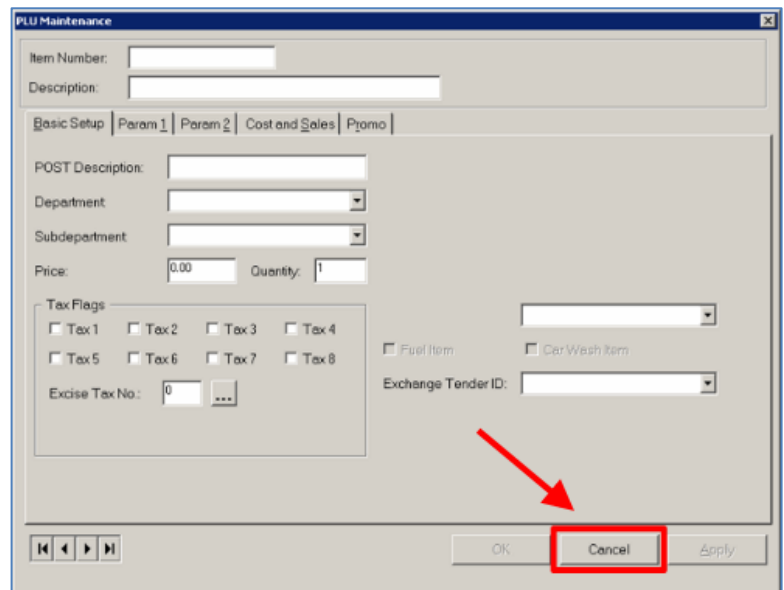 PLU Maintenance
Item Number:
Description:
Basic Setup Param 1 Param 2 Cost and Sales Promo
POST Description:
Department
Subdepartment
Price: 0.00 Quantity: 1
Tax Flags
Tax 1 Tax 2 Tax 3 Tax 4
Tax 5 Tax 6 Tax 7 Tax 8
Fuel Item Car Wash Item
Excise Tax No.: 0 ...
Exchange Tender ID:
OK Cancel Apply